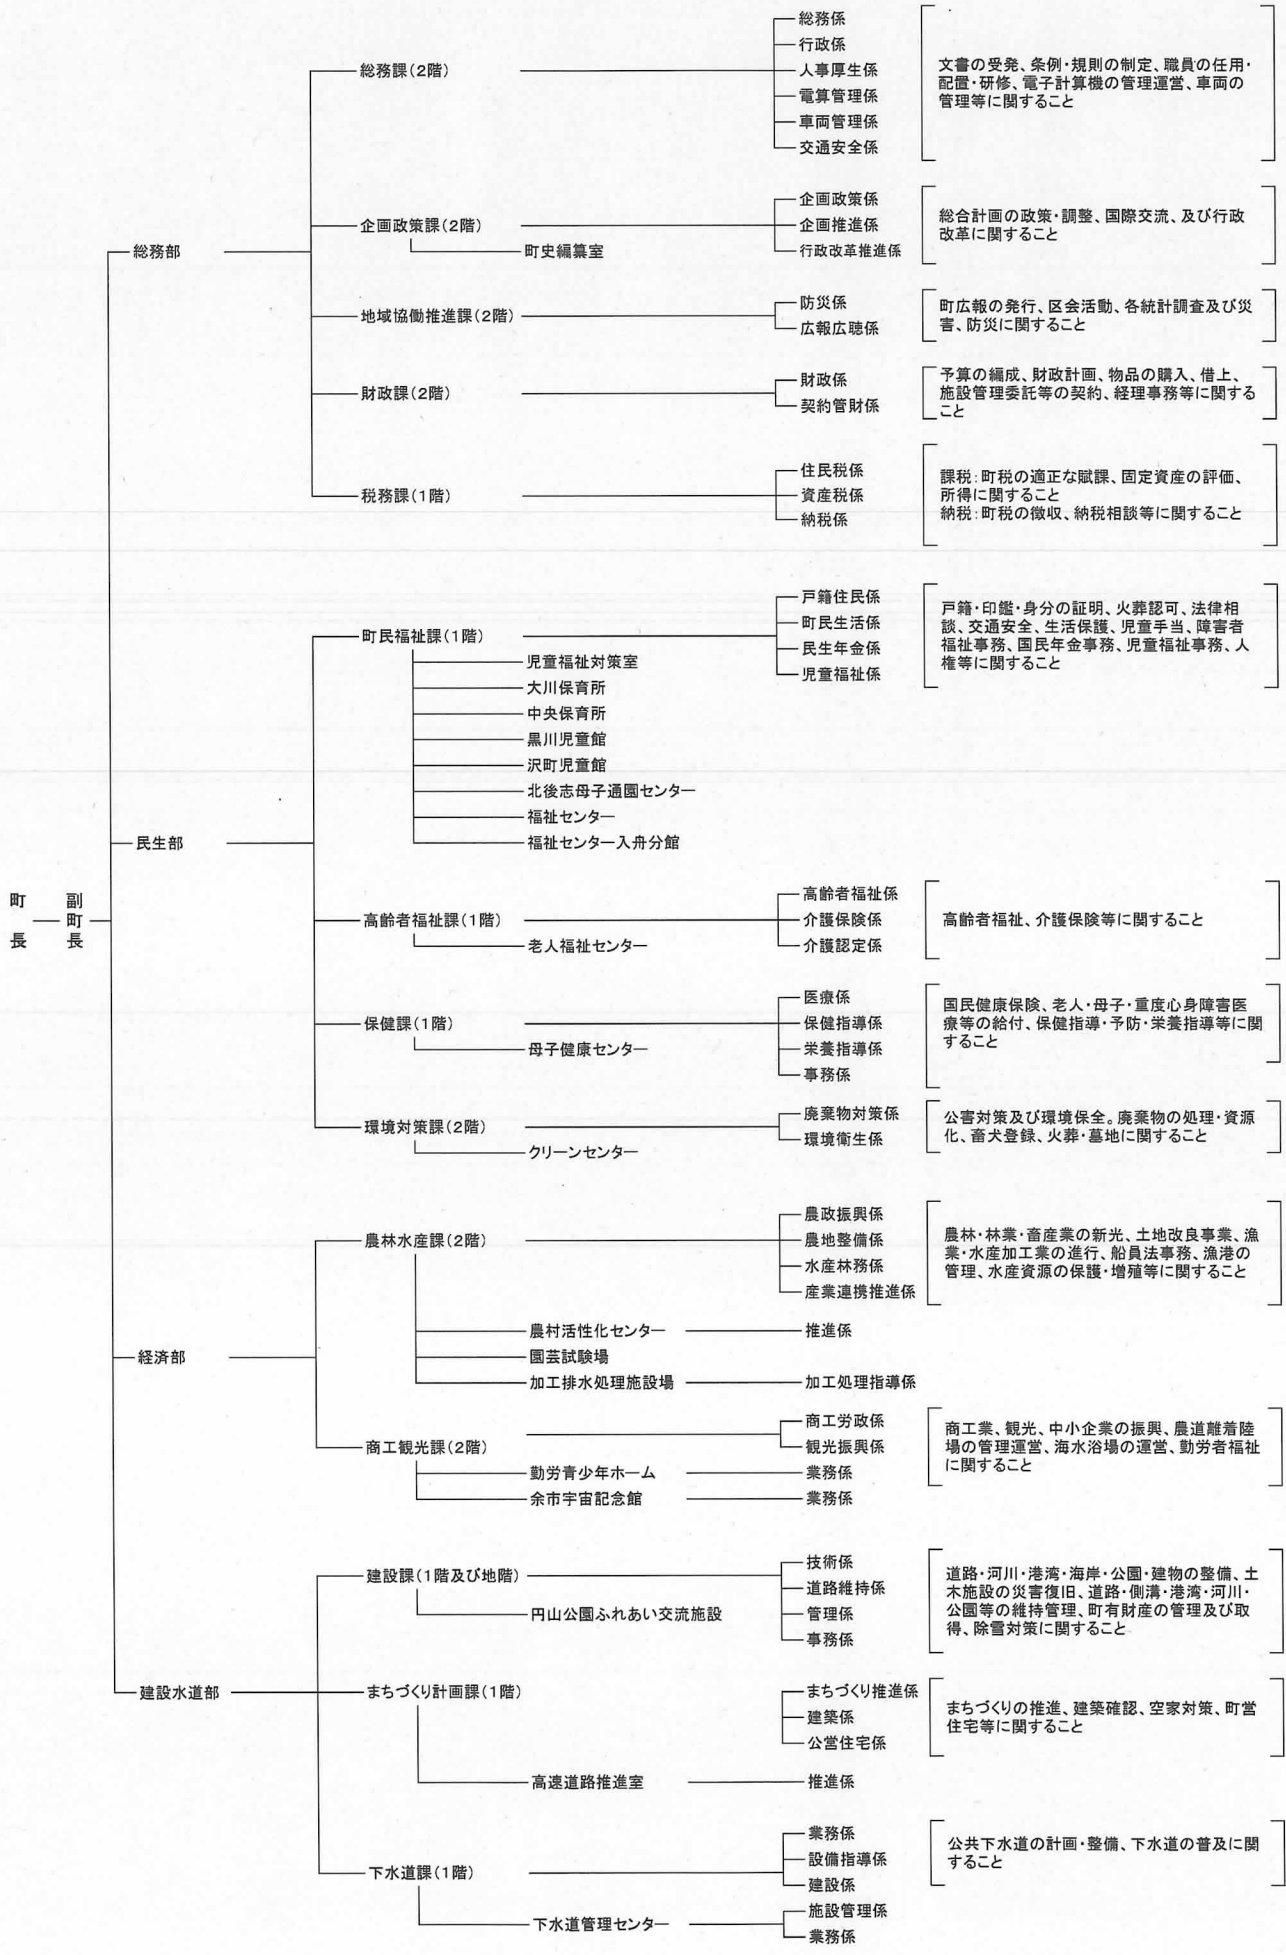 町長
副町長
総務部
総務課(2階)
総務係
行政係
人事厚生係
電算管理係
車両管理係
交通安全係
文書の受発、条例・規則の制定、職員の任用・
配置・研修、電子計算機の管理運営、車両の
管理等に関すること
企画政策課(2階)
町史編纂室
企画政策係
企画推進係
行政改革推進係
総合計画の政策・調整、国際交流、及び行政
改革に関すること
地域協働推進課(2階)
防災係
広報広聴係
町広報の発行、区会活動、各統計調査及び災
害、防災に関すること
財政課(2階)
財政係
契約管財係
予算の編成、財政計画、物品の購入、借上、
施設管理委託等の契約、経理事務等に関する
こと
税務課(1階)
住民税係
資産税係
納税係
課税:町税の適正な賦課、固定資産の評価、
所得に関すること
納税:町税の徴収、納税相談等に関すること
民生部
町民福祉課(1階)
戸籍住民係
町民生活係
民生年金係
児童福祉係
戸籍・印鑑・身分の証明、火葬認可、法律相
談、交通安全、生活保護、児童手当、障害者
福祉事務、国民年金事務、児童福祉事務、人
権等に関すること
児童福祉対策室
大川保育所
中央保育所
黒川児童館
沢町児童館
北後志母子通園センター
福祉センター
福祉センター入舟分館
高齢者福祉課(1階)
老人福祉センター
高齢者福祉係
介護保険係
介護認定係
高齢者福祉、介護保険等に関すること
保健課(1階)
母子健康センター
医療係
保健指導係
栄養指導係
事務係
国民健康保険、老人・母子・重度心身障害医
療等の給付、保健指導・予防・栄養指導等に関
すること
環境対策課(2階)
クリーンセンター
廃棄物対策係
環境衛生係
公害対策及び環境保全。廃棄物の処理・資源
化、畜犬登録、火葬・墓地に関すること
経済部
農林水産課(2階)
農政振興係
農地整備係
水産林務係
産業連携推進係
農林・林業・畜産業の新光、土地改良事業、漁
業・水産加工業の進行、船員法事務、漁港の
管理、水産資源の保護・増殖等に関すること
農村活性化センター
推進係
園芸試験場
加工排水処理施設場
加工処理指導係
商工観光課(2階)
商工労政係
観光振興係
商工業、観光、中小企業の振興、農道離着陸
場の管理運営、海水浴場の運営、勤労者福祉
に関すること
勤労青少年ホーム
業務係
余市宇宙記念館
業務係
建設水道部
建設課(1階及び地階)
円山公園ふれあい交流施設
技術係
道路維持係
管理係
事務係
道路・河川・港湾・海岸・公園・建物の整備、土
木施設の災害復旧、道路・側溝・港湾・河川・
公園等の維持管理、町有財産の管理及び取
得、除雪対策に関すること
まちづくり計画課(1階)
まちづくり推進係
建築係
公営住宅係
まちづくりの推進、建築確認、空家対策、町営
住宅等に関すること
高速道路推進室
推進係
下水道課(1階)
業務係
設備指導係
建設係
公共下水道の計画・整備、下水道の普及に関
すること
下水道管理センター
施設管理係
業務係